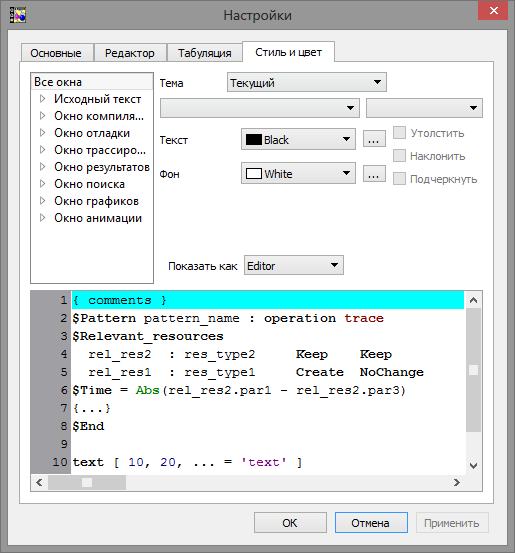 Настройки
Основные Редактор Табуляция Стиль и цвет
Все окна
Исходный текст
Окно компиля...
Окно отладки
Окно трассиро...
Окно результатов
Окно поиска
Окно графиков
Окно анимации
Тема Текущий
Текст Black ... Утолстить
Наклонить
Фон White ... Подчеркнуть
Показать как Editor
1 { comments }
2 $Pattern pattern_name : operation trace
3 $Relevant_resources
4 rel_res2 : res_type2 Keep Keep
5 rel_res1 : res_type1 Create NoChange
6 $Time = Abs(rel_res2.par1 - rel_res2.par3)
7 {...}
8 $End
9
10 text [ 10, 20, ... = 'text' ]
OK Отмена Применить